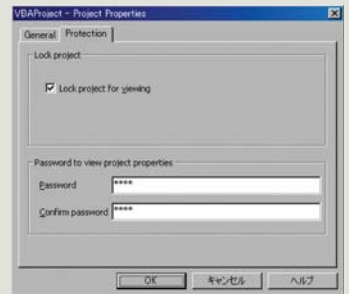 VBAProject - Project Properties
General Protection
Lock project
Lock project for viewing
Password to view project properties
Password ****
Confirm password ****
OK キャンセル ヘルプ